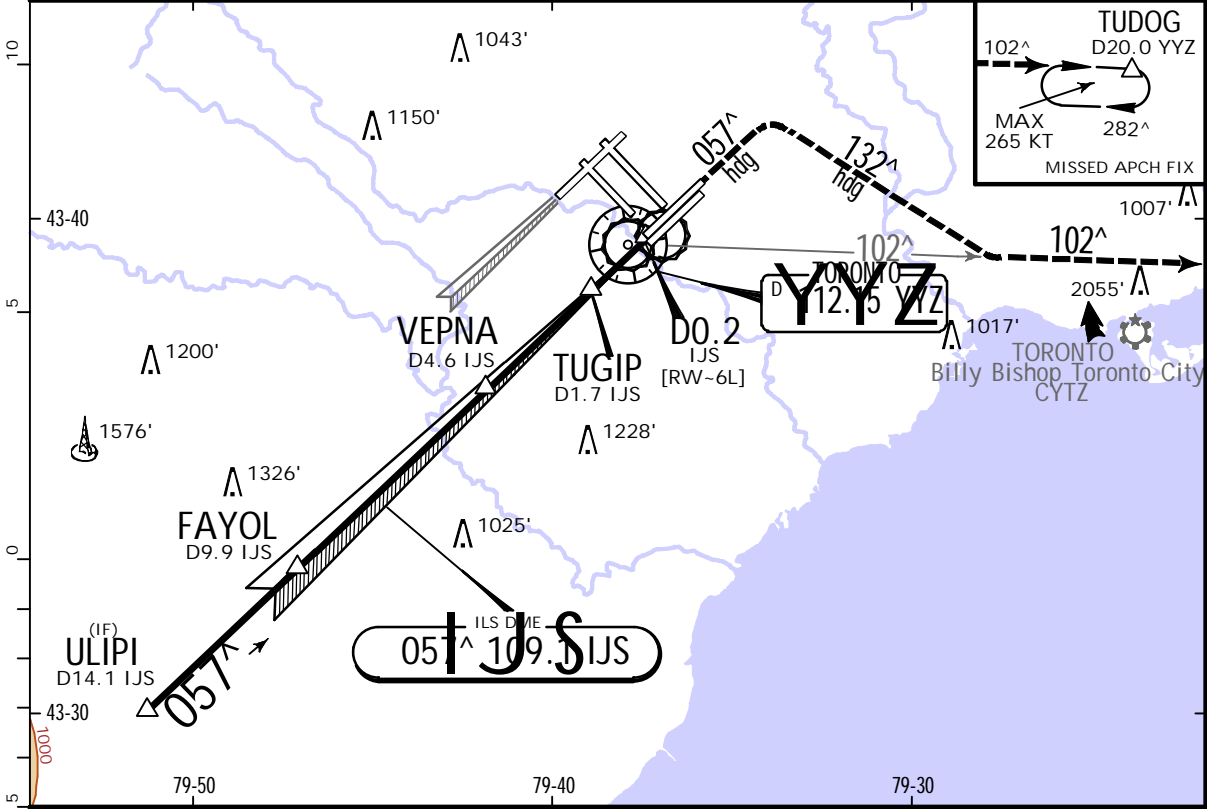 10
1043'
TUDOG
D20.0 YYZ
102^
MAX
265 KT
282^
MISSED APCH FIX
1150'
057^
hdg
132^
hdg
1007'
43-40
102^
102^
TORONTO
D
112.15 YYZ
YYZ
2055'
5
VEPNA
D4.6 IJS
D0.2
IJS
[RW~6L]
1017'
TORONTO
Billy Bishop Toronto City
CYTZ
1200'
TUGIP
D1.7 IJS
1576'
1228'
1326'
FAYOL
D9.9 IJS
1025'
0
(IF)
ULIPI
D14.1 IJS
057^
ILS DME
057^ 109.1 IJS
IJS
43-30
1000
79-50
79-40
79-30
5